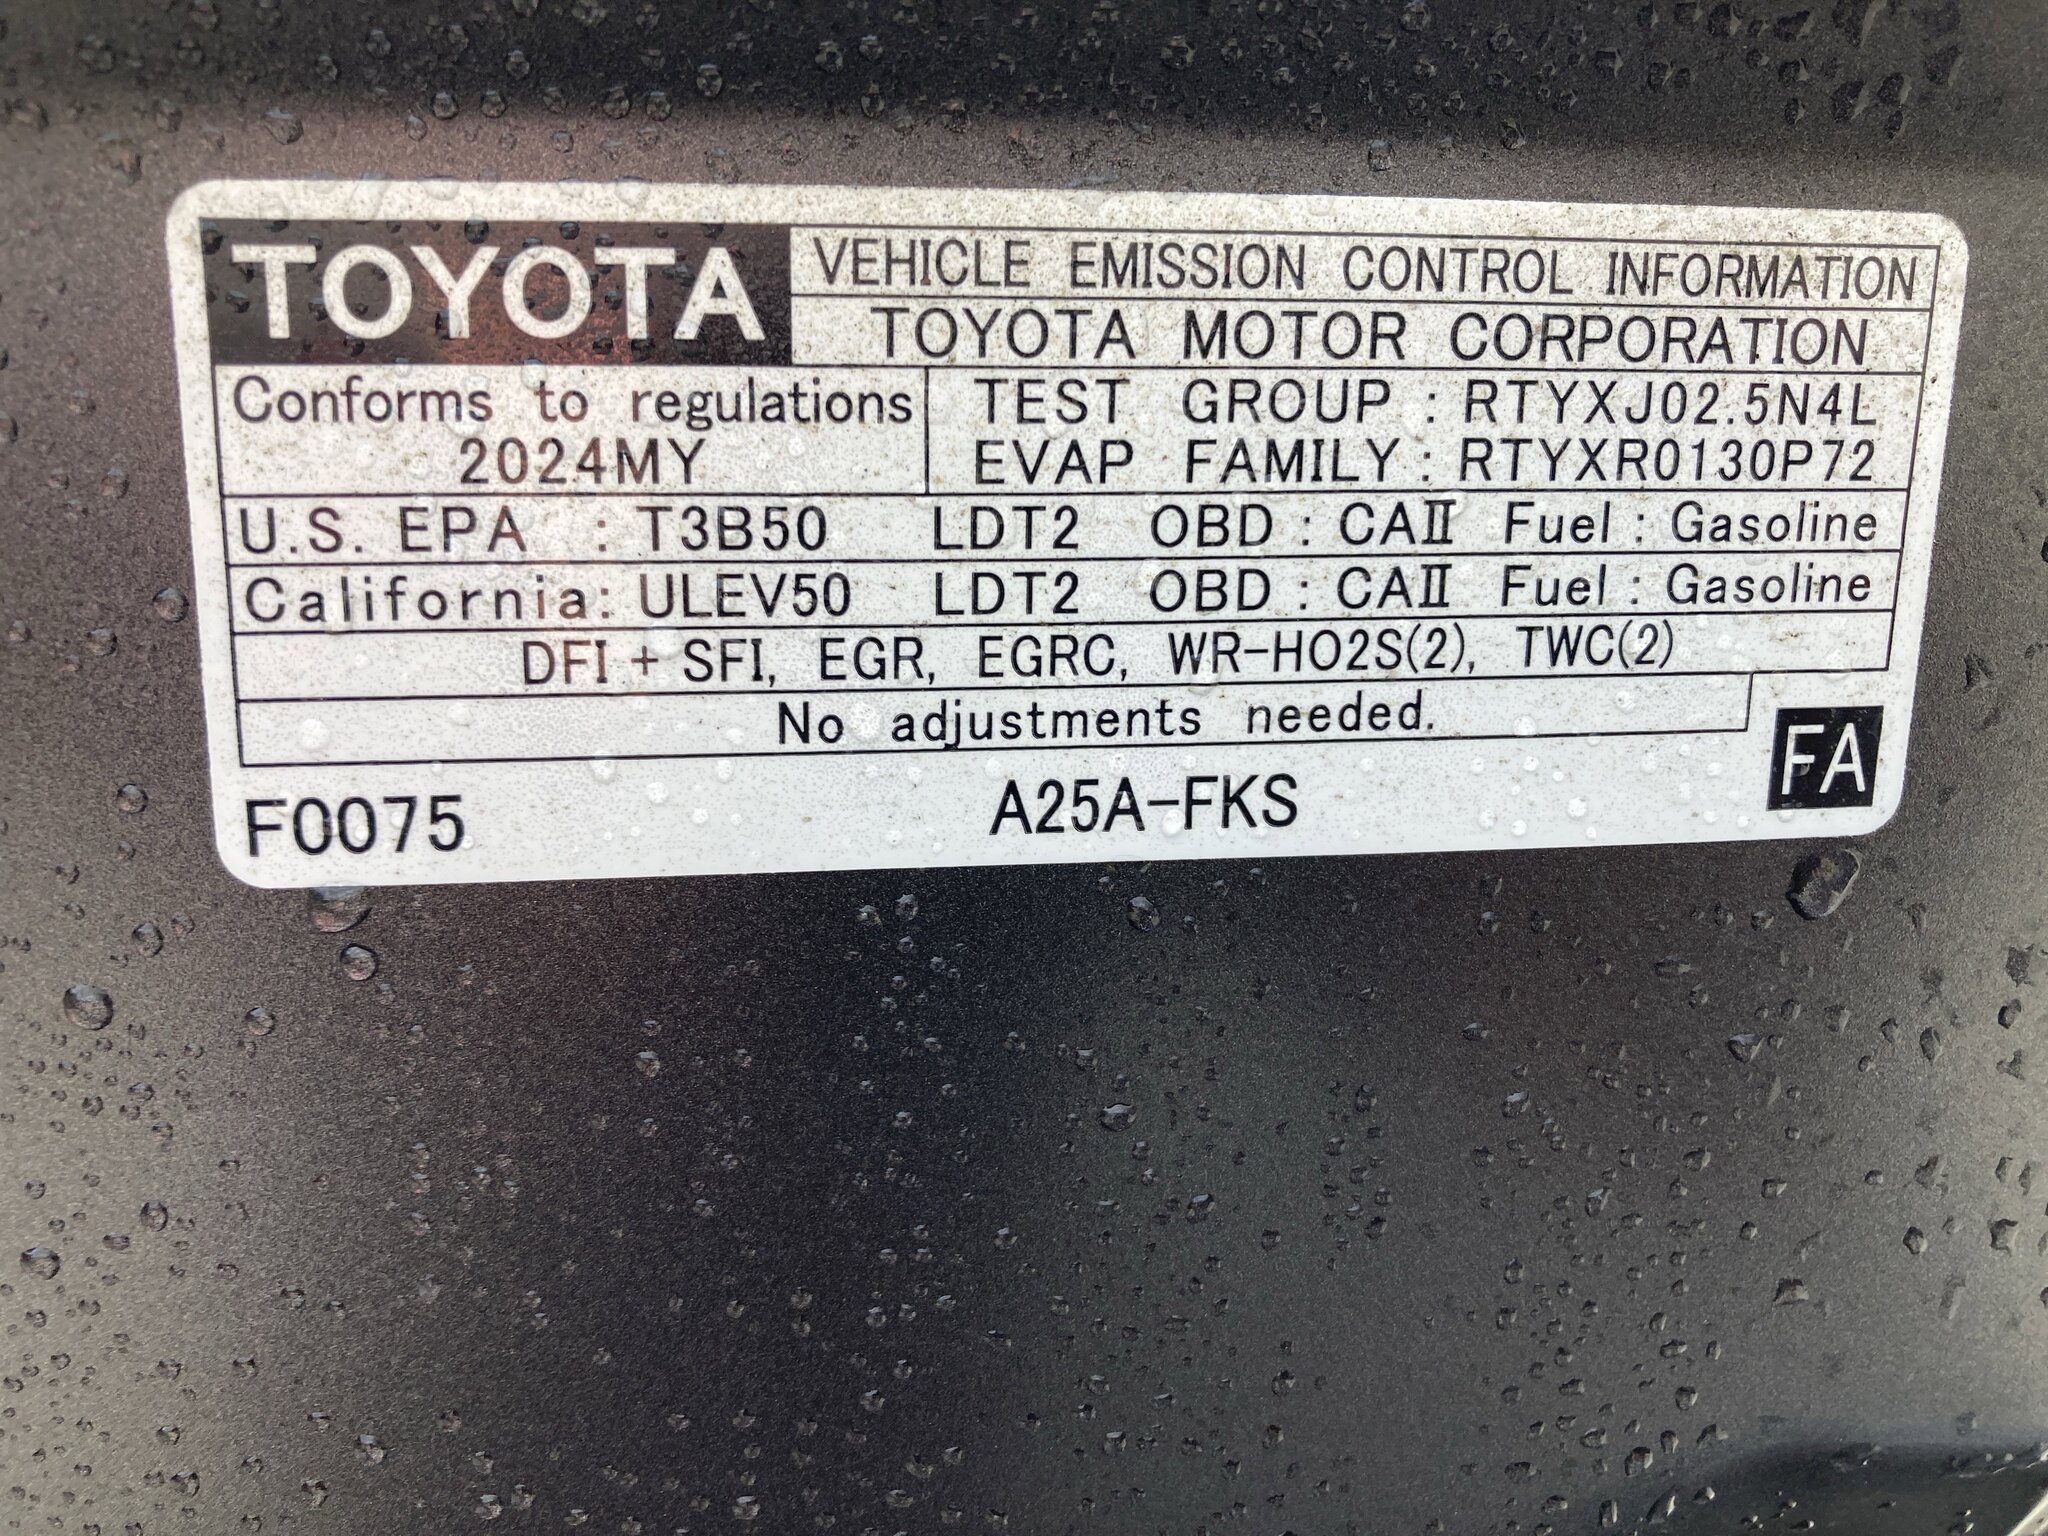 TOYOTA
VEHICLE EMISSION CONTROL INFORMATION
TOYOTA MOTOR CORPORATION
Conforms to regulations
2024MY
TEST GROUP : RTYXJ02.5N4L
EVAP FAMILY : RTYXR0130P72
U.S. EPA : T3B50 LDT2 OBD : CAⅡ Fuel : Gasoline
California: ULEV50 LDT2 OBD : CAⅡ Fuel : Gasoline
DFI + SFI, EGR, EGRC, WR-HO2S(2), TWC(2)
No adjustments needed.
F0075 A25A-FKS FA